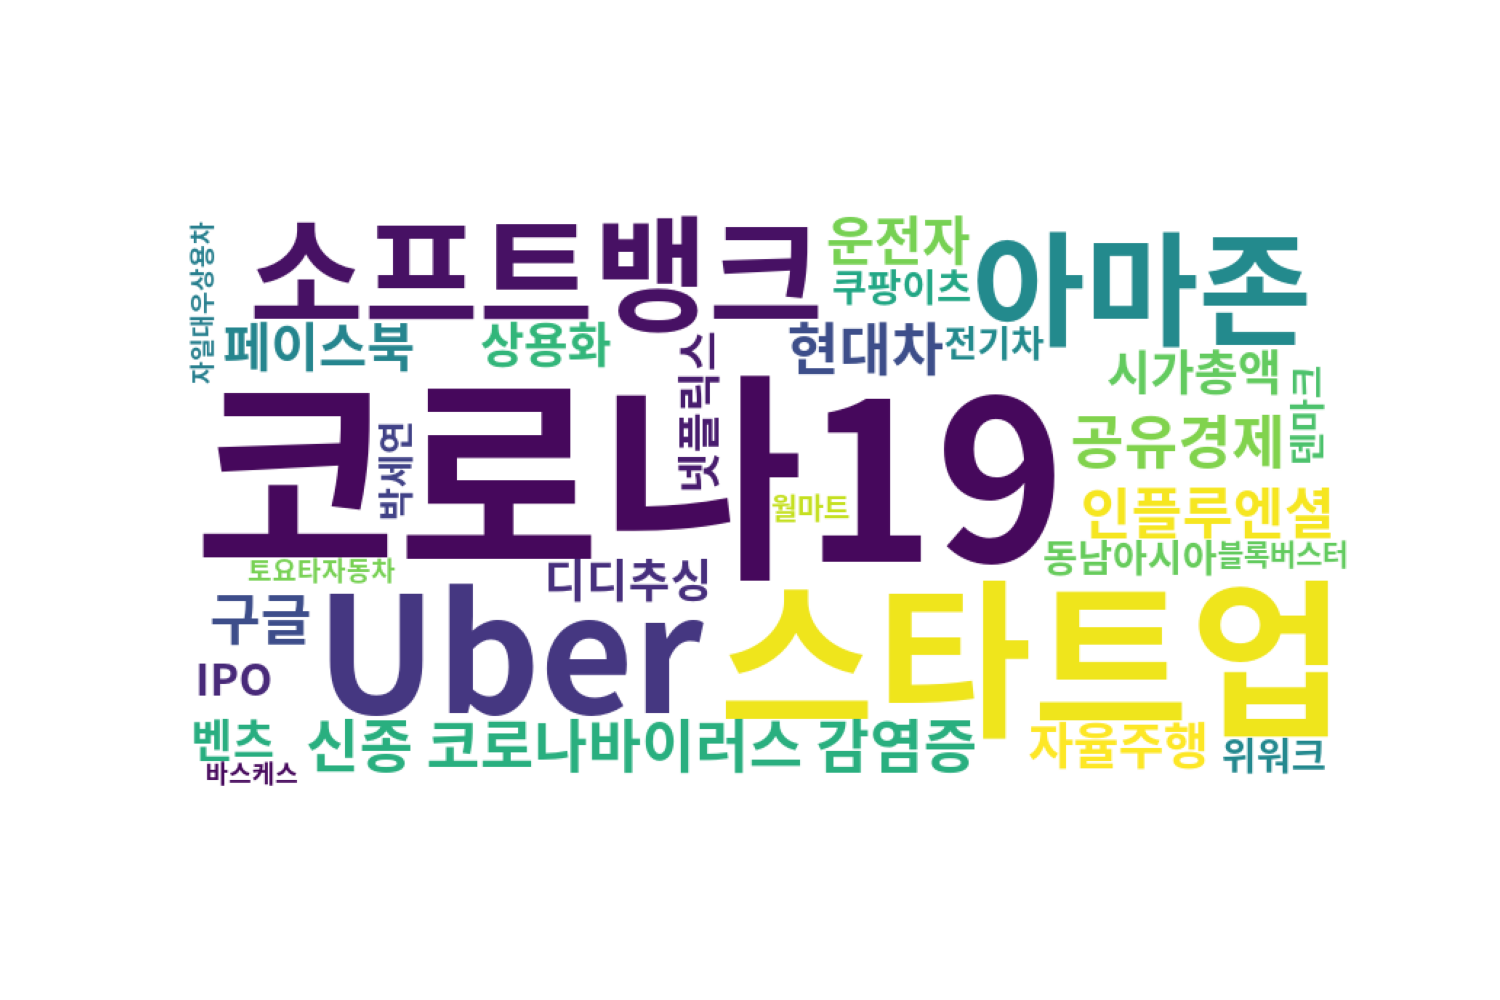 자일대우상용차
소프트뱅크
운전자
쿠팡이츠
아마존
페이스북
상용화
넷플릭스
현대차
전기차
시가총액
덴마크
코로나19
박세연
월마트
공유경제
인플루엔셜
동남아시아
블록버스터
토요타자동차
디디추싱
구글
Uber
스타트업
IPO
벤츠
신종 코로나바이러스 감염증
자율주행
위워크
바스케스